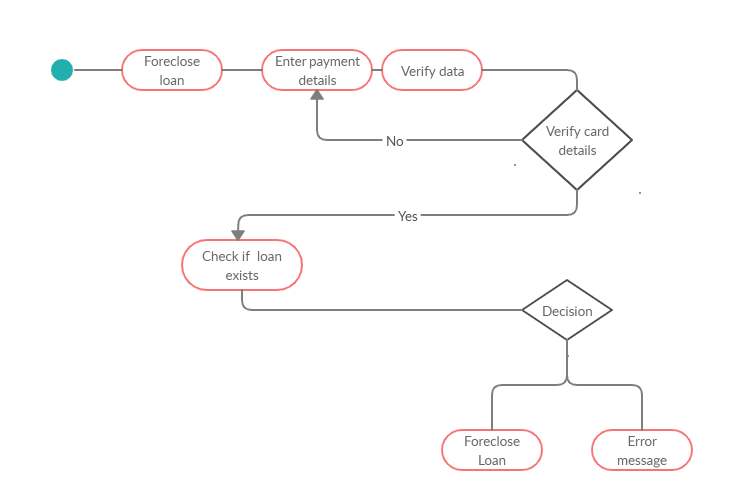 Foreclose
loan
Enter payment
details
Verify data
Verify card
details
No
Yes
Check if  loan
exists
Decision
Foreclose
Loan
Error
message